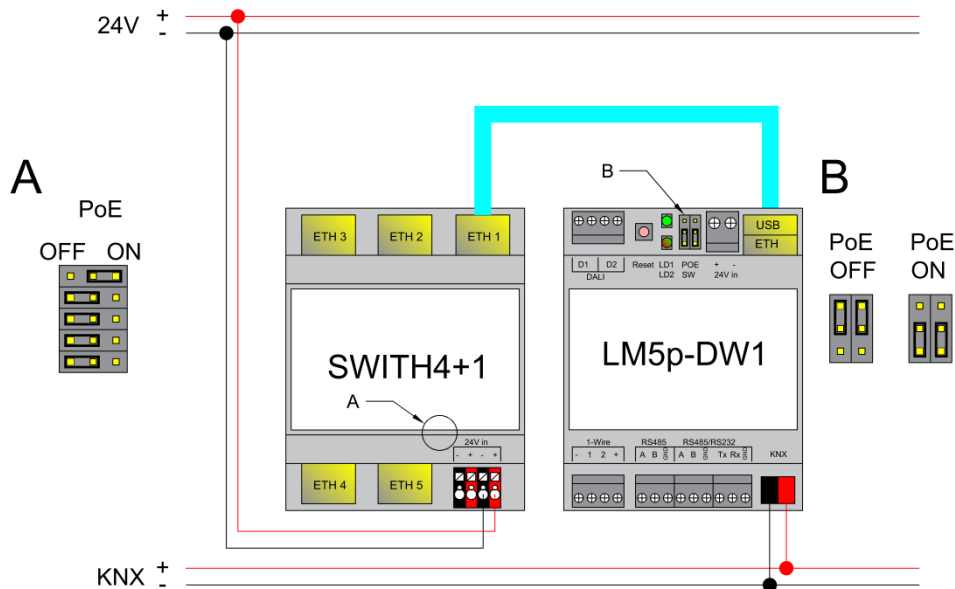 24V + -
A
PoE
OFF ON
B
B
PoE OFF
PoE ON
ETH 3
ETH 2
ETH 1
SWITH4+1
A
24V in
- + - +
ETH 4
ETH 5
USB
ETH
D1 D2
DALI
Reset
LD1
LD2
POE
SW
+ -
24V in
LM5p-DW1
1-Wire
- 1 2 +
RS485
A B GND
RS485/RS232
A B GND Tx Rx GND
KNX
KNX + -